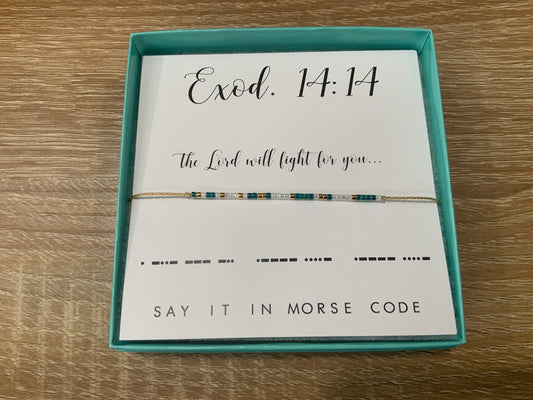 Exod. 14:14
the Lord will fight for you...
. -..- --- -.. .---- ....- .---- ....-
SAY IT IN MORSE CODE